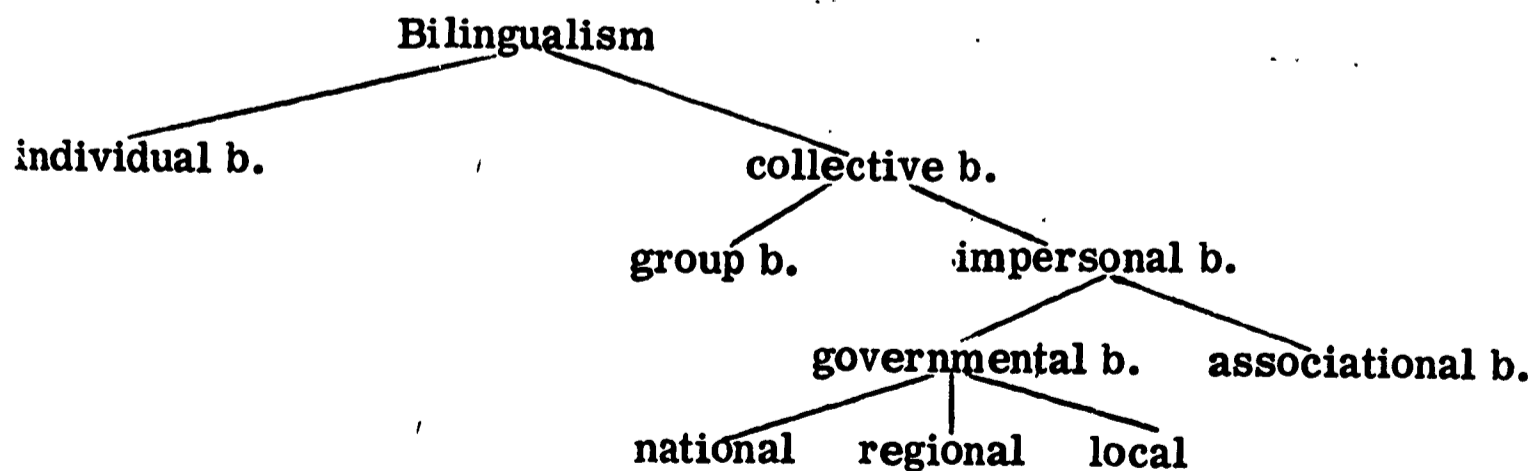 Bilingualism
individual b.
collective b.
group b.
impersonal b.
governmental b.
associational b.
national regional local